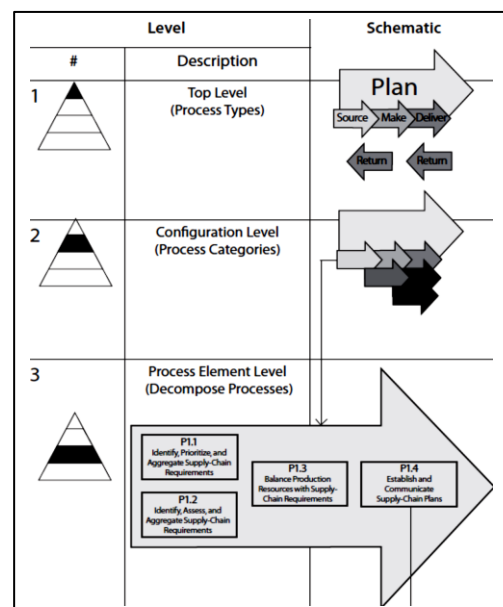 Level
Schematic
#
Description
1
Top Level
(Process Types)
Plan
Source
Make
Deliver
Return
Return
2
Configuration Level
(Process Categories)
3
Process Element Level
(Decompose Processes)
P1.1
Identify, Prioritize, and
Aggregate Supply-Chain
Requirements
P1.2
Identify, Assess, and
Aggregate Supply-Chain
Requirements
P1.3
Balance Production
Resources with Supply-
Chain Requirements
P1.4
Establish and
Communicate
Supply-Chain Plans